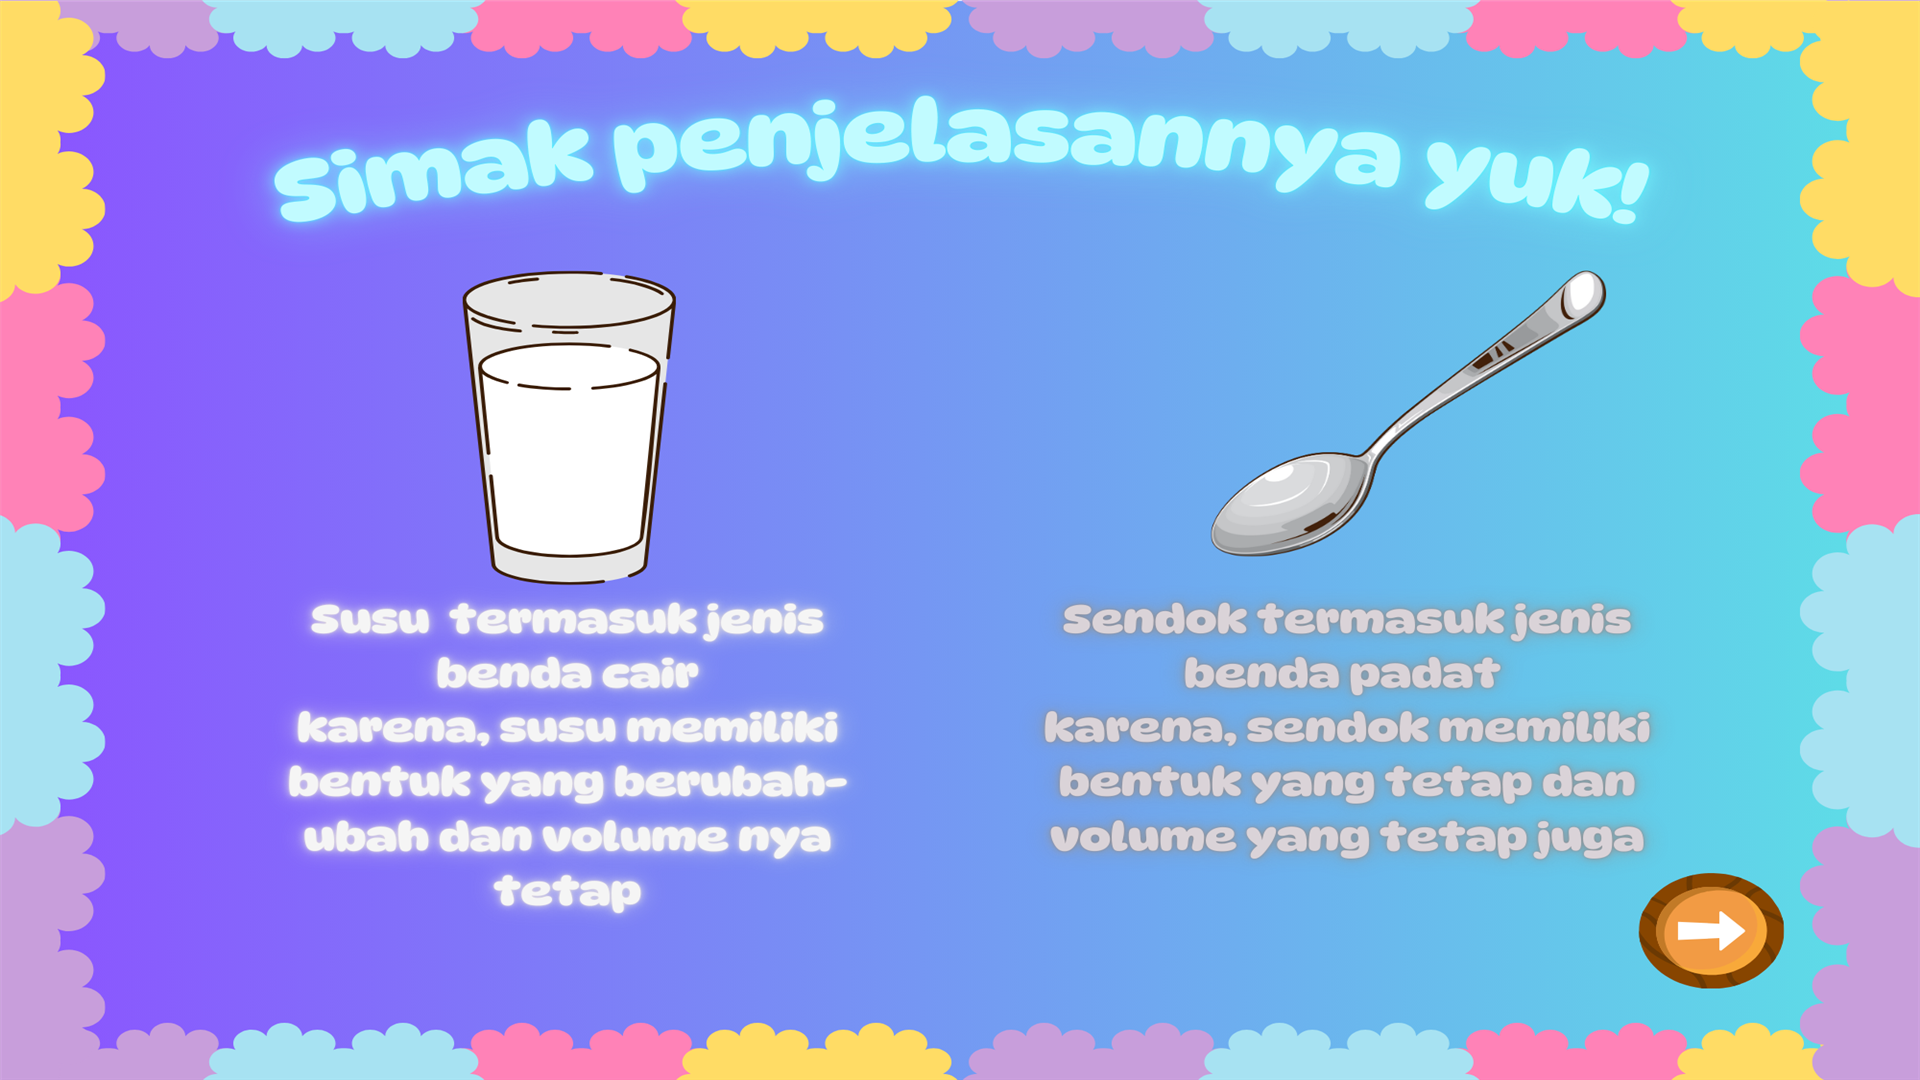 Simak penjelasannya yuk!
Susu termasuk jenis
benda cair
karena, susu memiliki
bentuk yang berubah-
ubah dan volume nya
tetap
Sendok termasuk jenis
benda padat
karena, sendok memiliki
bentuk yang tetap dan
volume yang tetap juga